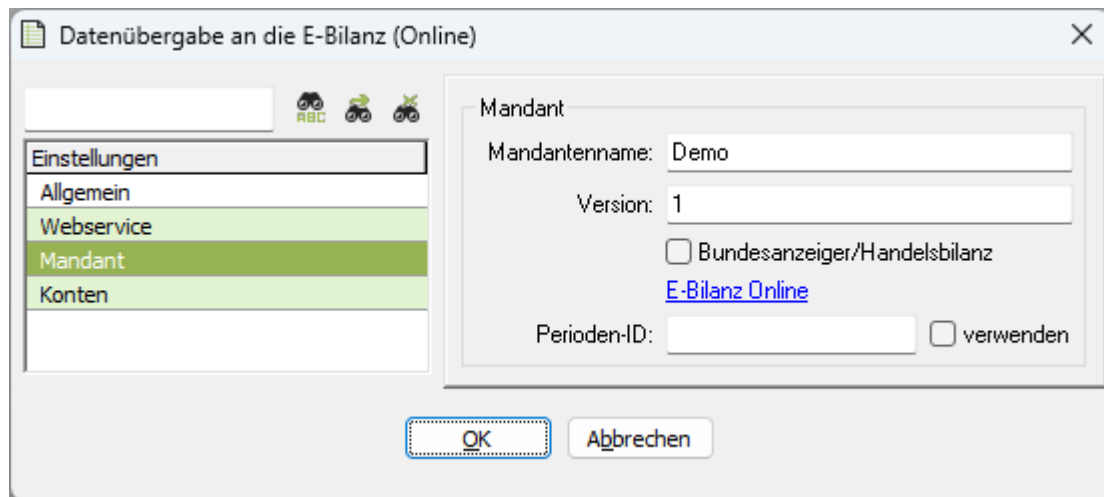 Datenübergabe an die E-Bilanz (Online)
ABC
Einstellungen
Allgemein
Webservice
Mandant
Konten
Mandant
Mandantenname: Demo
Version: 1
Bundesanzeiger/Handelsbilanz
E-Bilanz Online
Perioden-ID: verwenden
OK Abbrechen